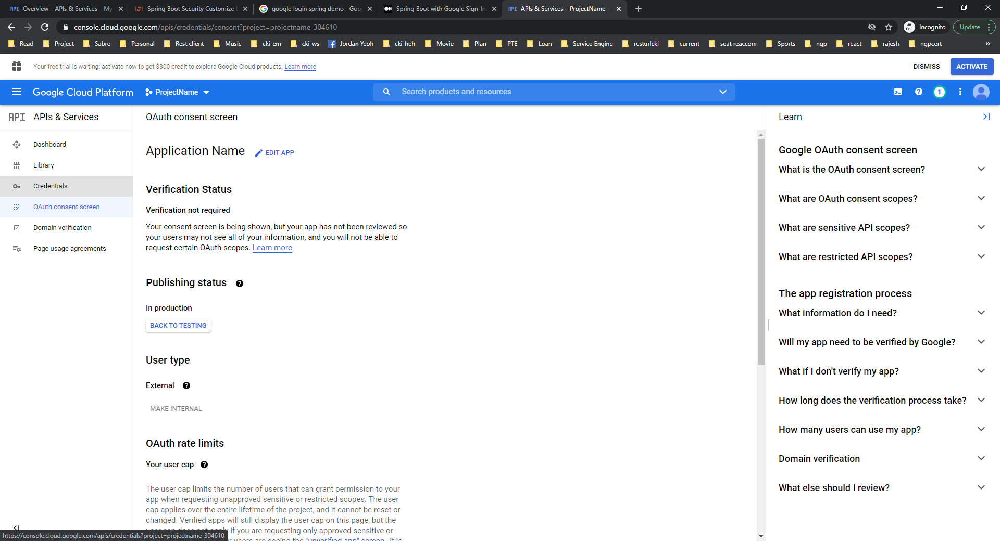 API Overview – APIs & Services – My
Spring Boot Security Customize
google login spring demo - Goo
Spring Boot with Google Sign-In
API APIs & Services – ProjectName –
console.cloud.google.com/apis/credentials/consent?project=projectname-304610
Incognito
Update
Read
Project
Sabre
Personal
Rest client
Music
cki-em
cki-ws
Jordan Yeoh
cki-heh
Movie
Plan
PTE
Loan
Service Engine
resturlcki
current
seat reaccom
Sports
ngp
react
rajesh
ngpcert
»
Your free trial is waiting: activate now to get $300 credit to explore Google Cloud products. Learn more
DISMISS
ACTIVATE
Google Cloud Platform
ProjectName
Search products and resources
1
API APIs & Services
Dashboard
Library
Credentials
OAuth consent screen
Domain verification
Page usage agreements
OAuth consent screen
Application Name
EDIT APP
Verification Status
Verification not required
Your consent screen is being shown, but your app has not been reviewed so
your users may not see all of your information, and you will not be able to
request certain OAuth scopes. Learn more
Publishing status
In production
BACK TO TESTING
User type
External
MAKE INTERNAL
OAuth rate limits
Your user cap
The user cap limits the number of users that can grant permission to your
app when requesting unapproved sensitive or restricted scopes. The user
cap applies over the entire lifetime of the project, and it cannot be reset or
changed. Verified apps will still display the user cap on this page, but the
if you are requesting only approved sensitive or
users are seeing the "unverified app" screen, it is
https://console.cloud.google.com/apis/credentials?project=projectname-304610
Learn
Google OAuth consent screen
What is the OAuth consent screen?
What are OAuth consent scopes?
What are sensitive API scopes?
What are restricted API scopes?
The app registration process
What information do I need?
Will my app need to be verified by Google?
What if I don't verify my app?
How long does the verification process take?
How many users can use my app?
Domain verification
What else should I review?